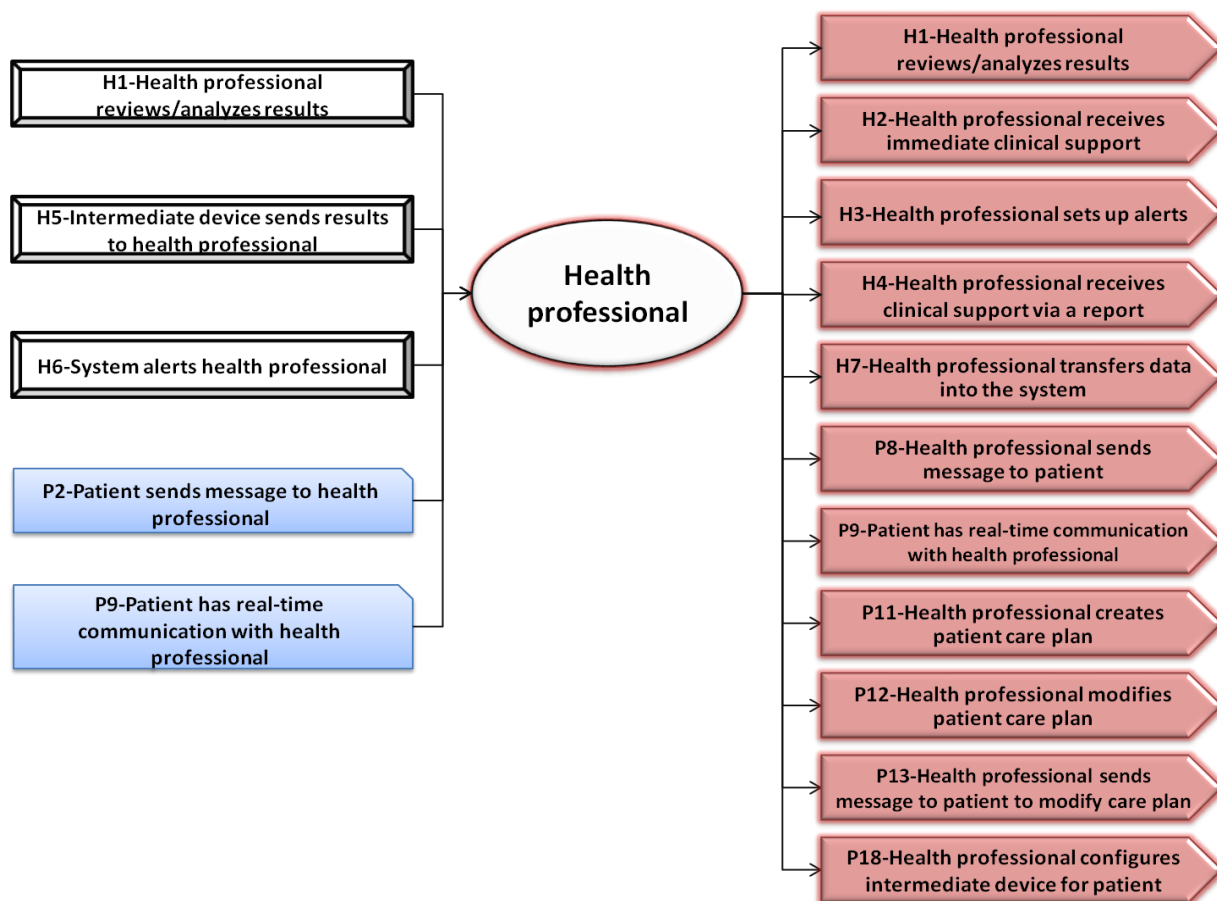 H1-Health professional
reviews/analyzes results
H5-Intermediate device sends results
to health professional
H6-System alerts health professional
P2-Patient sends message to health
professional
P9-Patient has real-time
communication with health
professional
Health
professional
H1-Health professional
reviews/analyzes results
H2-Health professional receives
immediate clinical support
H3-Health professional sets up alerts
H4-Health professional receives
clinical support via a report
H7-Health professional transfers data
into the system
P8-Health professional sends
message to patient
P9-Patient has real-time communication
with health professional
P11-Health professional creates
patient care plan
P12-Health professional modifies
patient care plan
P13-Health professional sends
message to patient to modify care plan
P18-Health professional configures
intermediate device for patient